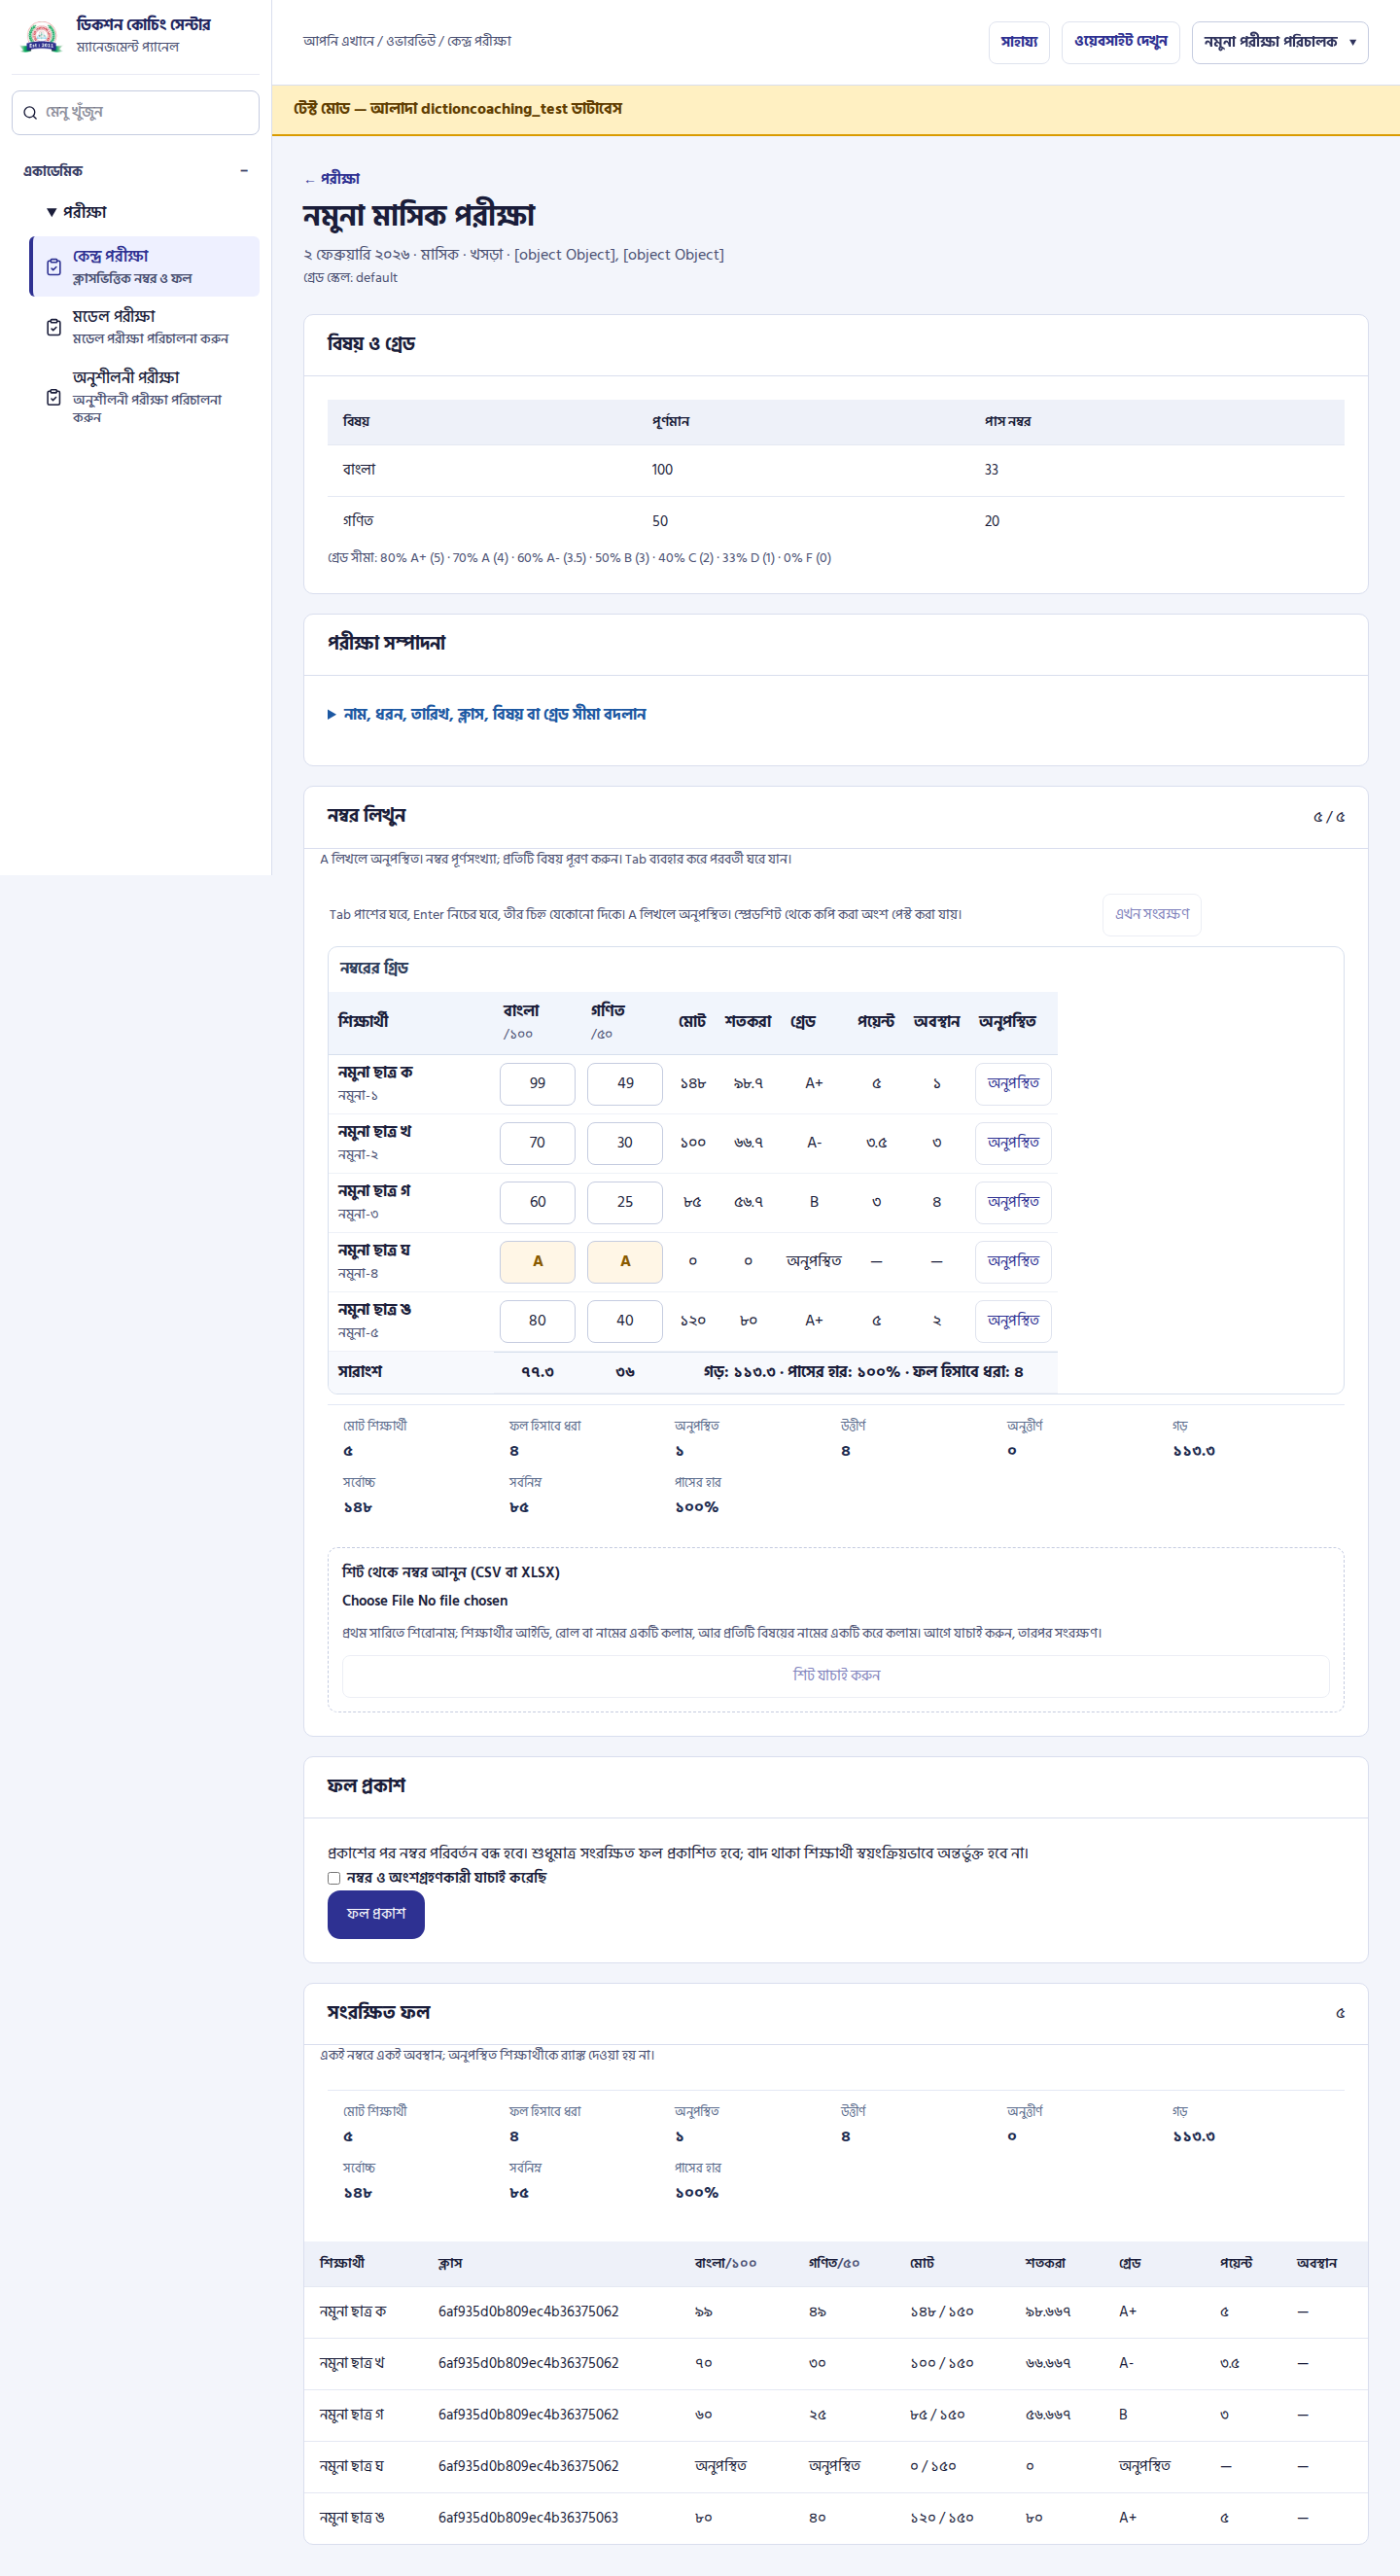 ডিকশন কোচিং সেন্টার
ম্যানেজমেন্ট প্যানেল
মেনু খুঁজুন
একাডেমিক −
▼ পরীক্ষা
কেন্দ্র পরীক্ষা
ক্লাসভিত্তিক নম্বর ও ফল
মডেল পরীক্ষা
মডেল পরীক্ষা পরিচালনা করুন
অনুশীলনী পরীক্ষা
অনুশীলনী পরীক্ষা পরিচালনা
করুন
আপনি এখানে / ওভারভিউ / কেন্দ্র পরীক্ষা
সাহায্য
ওয়েবসাইট দেখুন
নমুনা পরীক্ষা পরিচালক ▼
টেস্ট মোড — আলাদা dictioncoaching_test ডাটাবেস
← পরীক্ষা
নমুনা মাসিক পরীক্ষা
২ ফেব্রুয়ারি ২০২৬ · মাসিক · খসড়া · [object Object], [object Object]
গ্রেড স্কেল: default
বিষয় ও গ্রেড
বিষয় পূর্ণমান পাস নম্বর
বাংলা 100 33
গণিত 50 20
গ্রেড সীমা: 80% A+ (5) · 70% A (4) · 60% A- (3.5) · 50% B (3) · 40% C (2) · 33% D (1) · 0% F (0)
পরীক্ষা সম্পাদনা
▶ নাম, ধরন, তারিখ, ক্লাস, বিষয় বা গ্রেড সীমা বদলান
নম্বর লিখুন ৫ / ৫
A লিখলে অনুপস্থিত। নম্বর পূর্ণসংখ্যা; প্রতিটি বিষয় পূরণ করুন। Tab ব্যবহার করে পরবর্তী ঘরে যান।
Tab পাশের ঘরে, Enter নিচের ঘরে, তীর চিহ্ন যেকোনো দিকে। A লিখলে অনুপস্থিত। স্প্রেডশিট থেকে কপি করা অংশ পেস্ট করা যায়।
এখন সংরক্ষণ
নম্বরের গ্রিড
শিক্ষার্থী বাংলা /১০০ গণিত /৫০ মোট শতকরা গ্রেড পয়েন্ট অবস্থান অনুপস্থিত
নমুনা ছাত্র ক 99 49 ১৪৮ ৯৮.৭ A+ ৫ ১ অনুপস্থিত
নমুনা-১
নমুনা ছাত্র খ 70 30 ১০০ ৬৬.৭ A- ৩.৫ ৩ অনুপস্থিত
নমুনা-২
নমুনা ছাত্র গ 60 25 ৮৫ ৫৬.৭ B ৩ ৪ অনুপস্থিত
নমুনা-৩
নমুনা ছাত্র ঘ A A ০ ০ অনুপস্থিত — — অনুপস্থিত
নমুনা-৪
নমুনা ছাত্র ঙ 80 40 ১২০ ৮০ A+ ৫ ২ অনুপস্থিত
নমুনা-৫
সারাংশ ৭৭.৩ ৩৬ গড়: ১১৩.৩ · পাসের হার: ১০০% · ফল হিসাবে ধরা: ৪
মোট শিক্ষার্থী ফল হিসাবে ধরা অনুপস্থিত উত্তীর্ণ অনুত্তীর্ণ গড়
৫ ৪ ১ ৪ ০ ১১৩.৩
সর্বোচ্চ সর্বনিম্ন পাসের হার
১৪৮ ৮৫ ১০০%
শিট থেকে নম্বর আনুন (CSV বা XLSX)
Choose File No file chosen
প্রথম সারিতে শিরোনাম; শিক্ষার্থীর আইডি, রোল বা নামের একটি কলাম, আর প্রতিটি বিষয়ের নামের একটি করে কলাম। আগে যাচাই করুন, তারপর সংরক্ষণ।
শিট যাচাই করুন
ফল প্রকাশ
প্রকাশের পর নম্বর পরিবর্তন বন্ধ হবে। শুধুমাত্র সংরক্ষিত ফল প্রকাশিত হবে; বাদ থাকা শিক্ষার্থী স্বয়ংক্রিয়ভাবে অন্তর্ভুক্ত হবে না।
নম্বর ও অংশগ্রহণকারী যাচাই করেছি
ফল প্রকাশ
সংরক্ষিত ফল ৫
একই নম্বরে একই অবস্থান; অনুপস্থিত শিক্ষার্থীকে র‍্যাঙ্ক দেওয়া হয় না।
মোট শিক্ষার্থী ফল হিসাবে ধরা অনুপস্থিত উত্তীর্ণ অনুত্তীর্ণ গড়
৫ ৪ ১ ৪ ০ ১১৩.৩
সর্বোচ্চ সর্বনিম্ন পাসের হার
১৪৮ ৮৫ ১০০%
শিক্ষার্থী ক্লাস বাংলা/১০০ গণিত/৫০ মোট শতকরা গ্রেড পয়েন্ট অবস্থান
নমুনা ছাত্র ক 6af935d0b809ec4b36375062 ৯৯ ৪৯ ১৪৮ / ১৫০ ৯৮.৬৬৭ A+ ৫ —
নমুনা ছাত্র খ 6af935d0b809ec4b36375062 ৭০ ৩০ ১০০ / ১৫০ ৬৬.৬৬৭ A- ৩.৫ —
নমুনা ছাত্র গ 6af935d0b809ec4b36375062 ৬০ ২৫ ৮৫ / ১৫০ ৫৬.৬৬৭ B ৩ —
নমুনা ছাত্র ঘ 6af935d0b809ec4b36375062 অনুপস্থিত অনুপস্থিত ০ / ১৫০ ০ অনুপস্থিত — —
নমুনা ছাত্র ঙ 6af935d0b809ec4b36375063 ৮০ ৪০ ১২০ / ১৫০ ৮০ A+ ৫ —